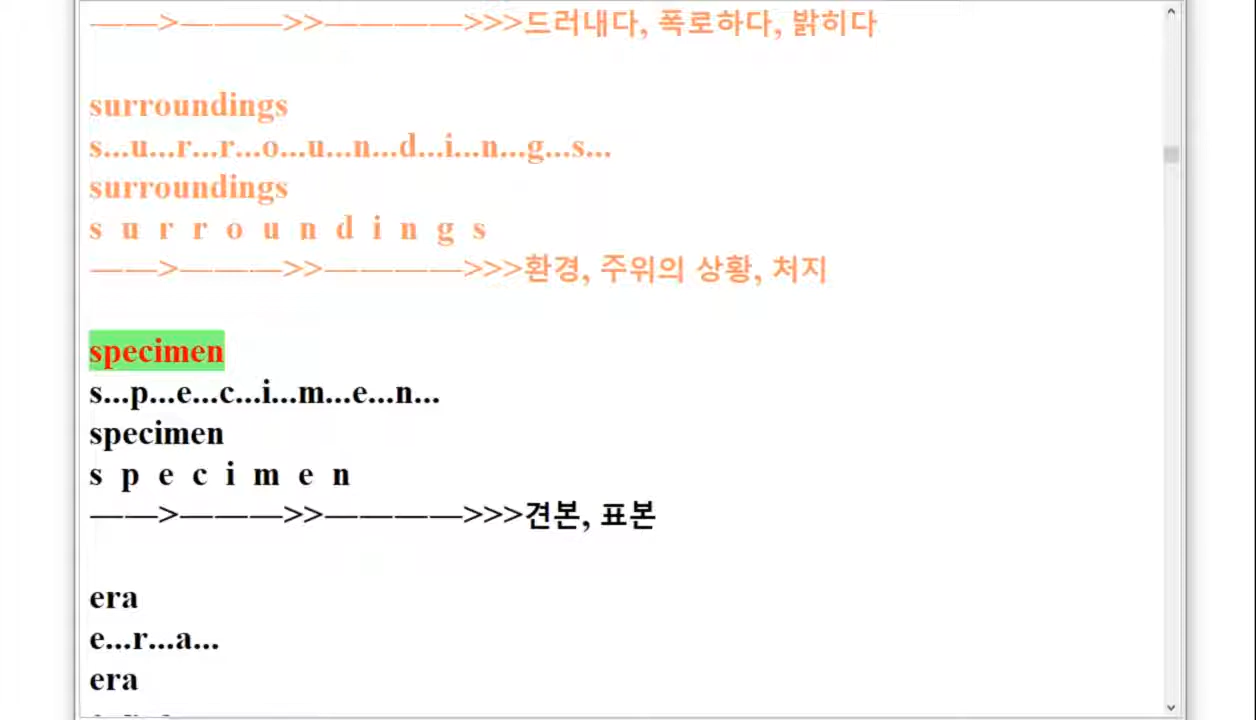 ——>———>>————>>>드러내다, 폭로하다, 밝히다
surroundings
s...u...r...r...o...u...n...d...i...n...g...s...
surroundings
s u r r o u n d i n g s
——>———>>————>>>환경, 주위의 상황, 처지
specimen
s...p...e...c...i...m...e...n...
specimen
s p e c i m e n
——>———>>————>>>견본, 표본
era
e...r...a...
era